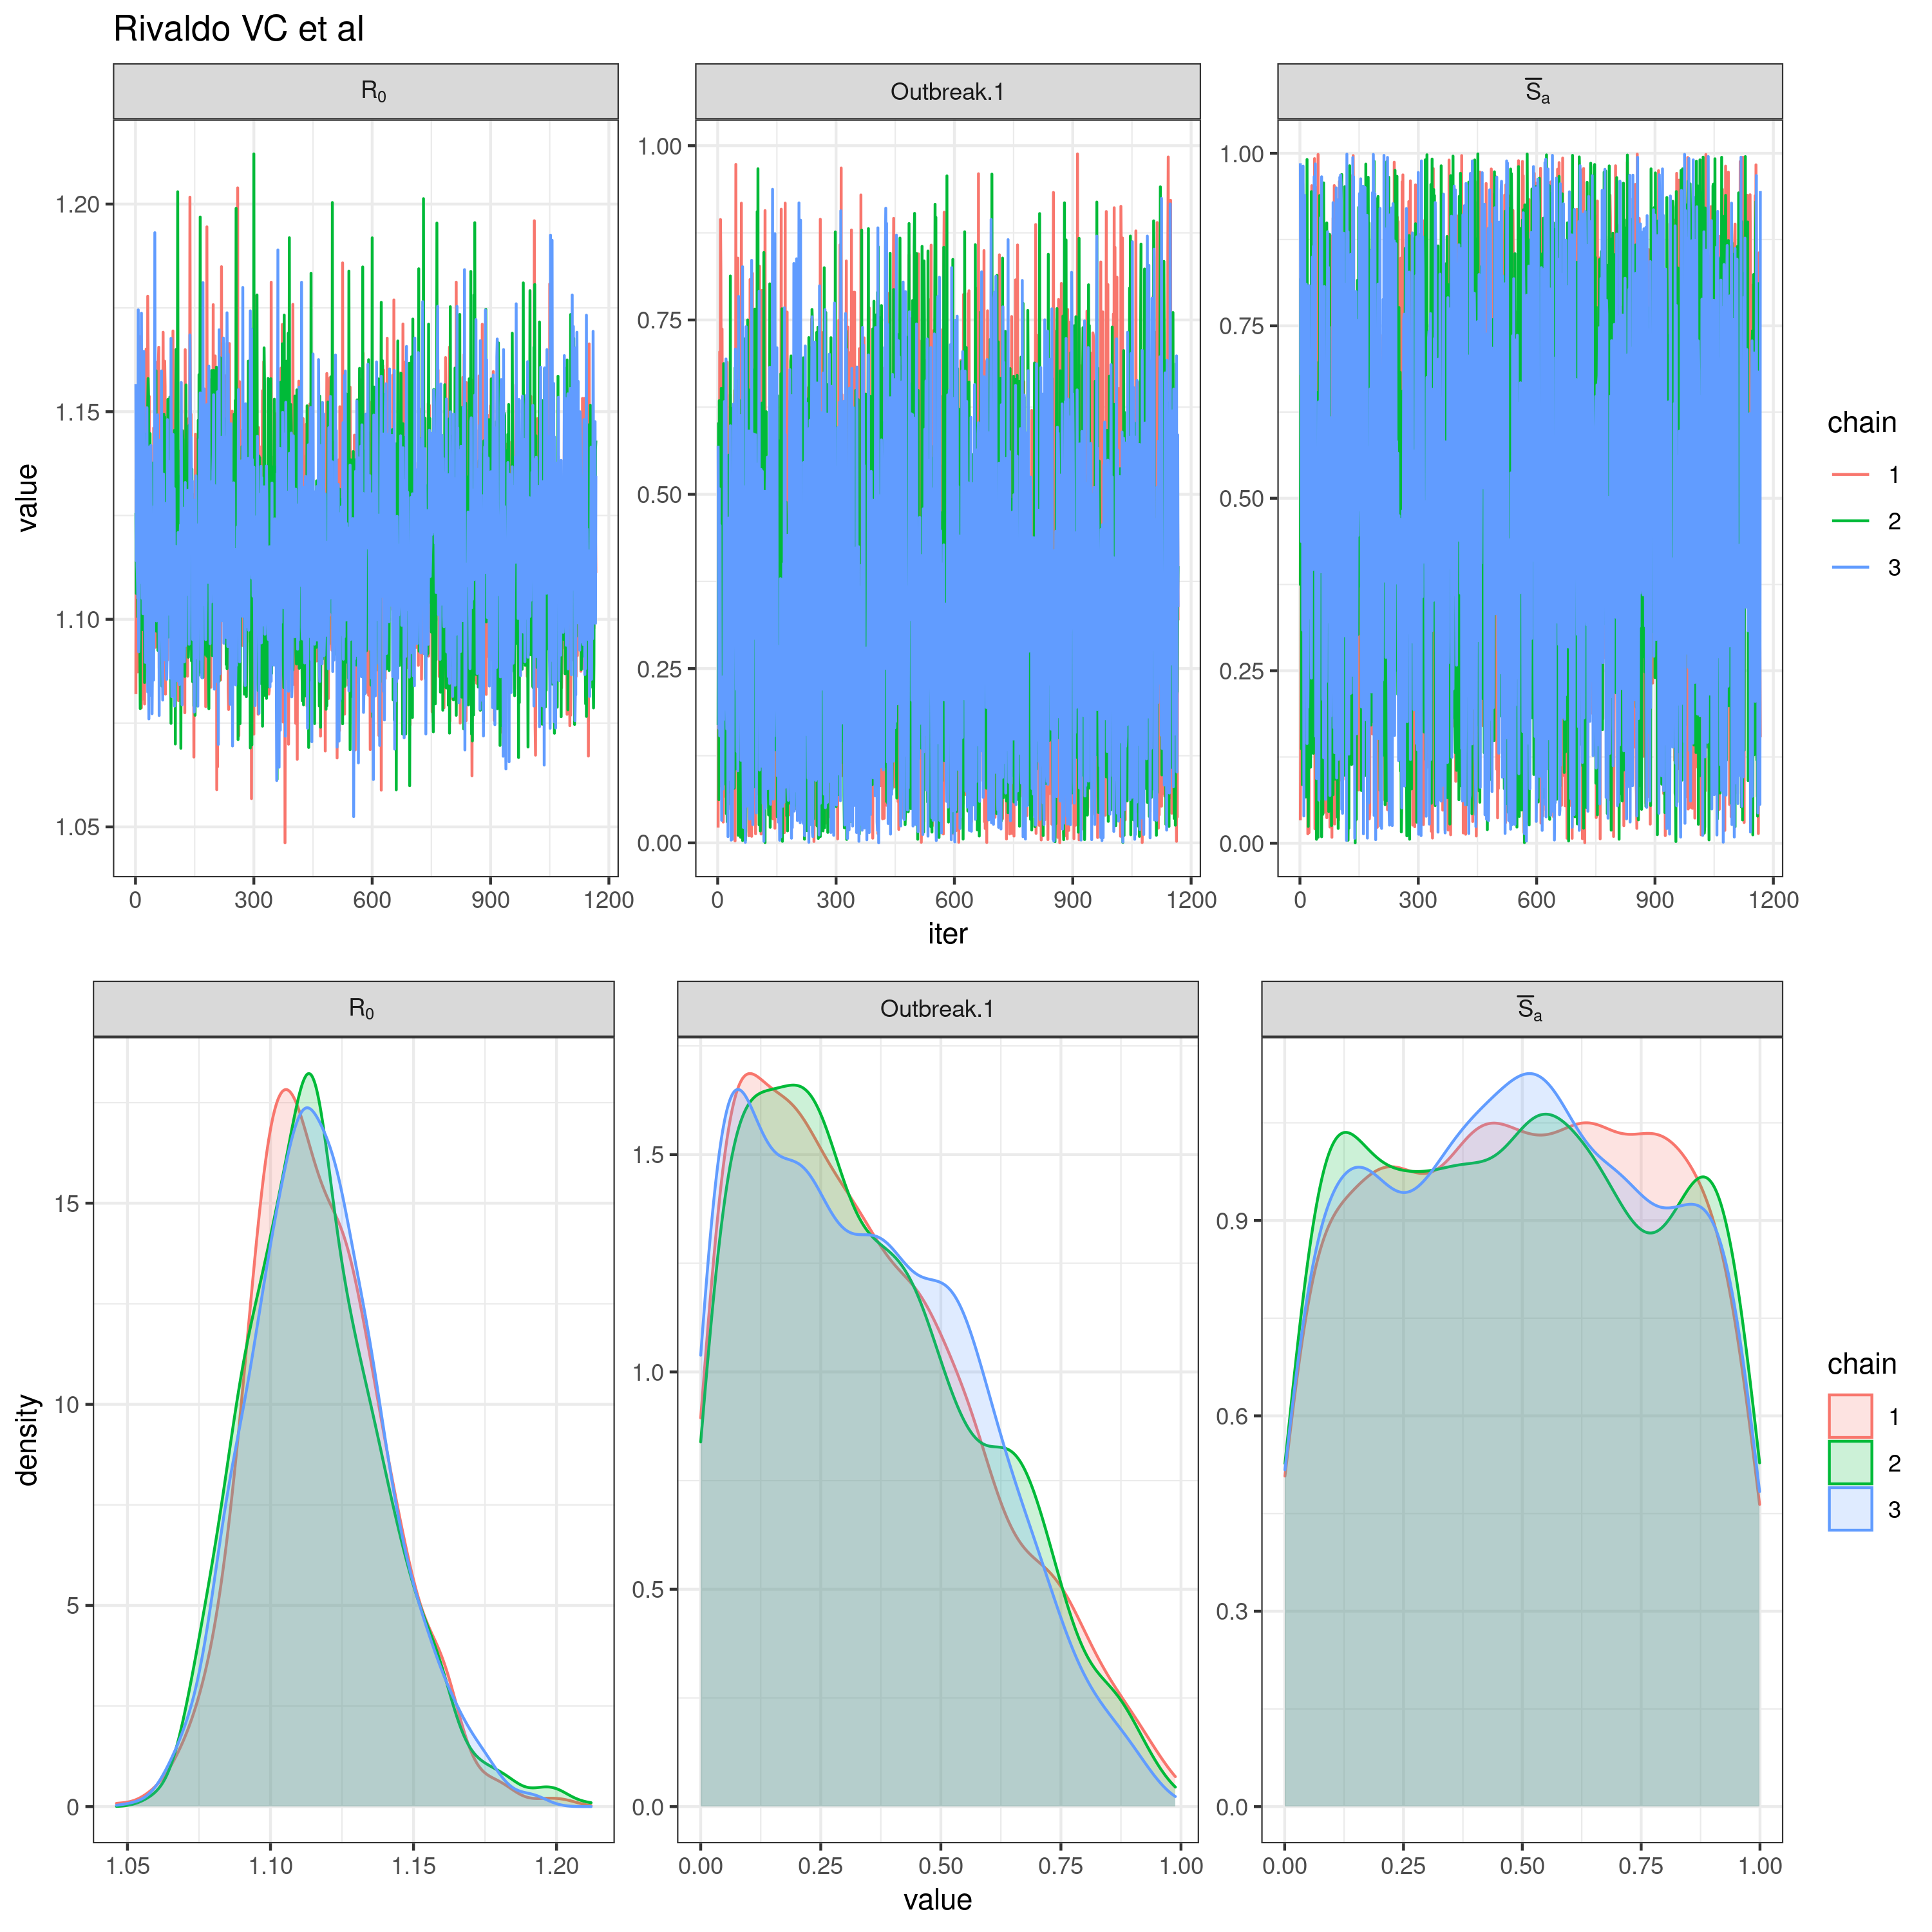 Rivaldo VC et al
R₀ Outbreak.1 S̅ₐ
value
1.20
1.15
1.10
1.05
1.00
0.75
0.50
0.25
0.00
1.00
0.75
0.50
0.25
0.00
0 300 600 900 1200 0 300 600 900 1200 0 300 600 900 1200
iter
chain
1
2
3
R₀ Outbreak.1 S̅ₐ
density
15
10
5
0
1.5
1.0
0.5
0.0
0.9
0.6
0.3
0.0
1.05 1.10 1.15 1.20 0.00 0.25 0.50 0.75 1.00 0.00 0.25 0.50 0.75 1.00
value
chain
1
2
3